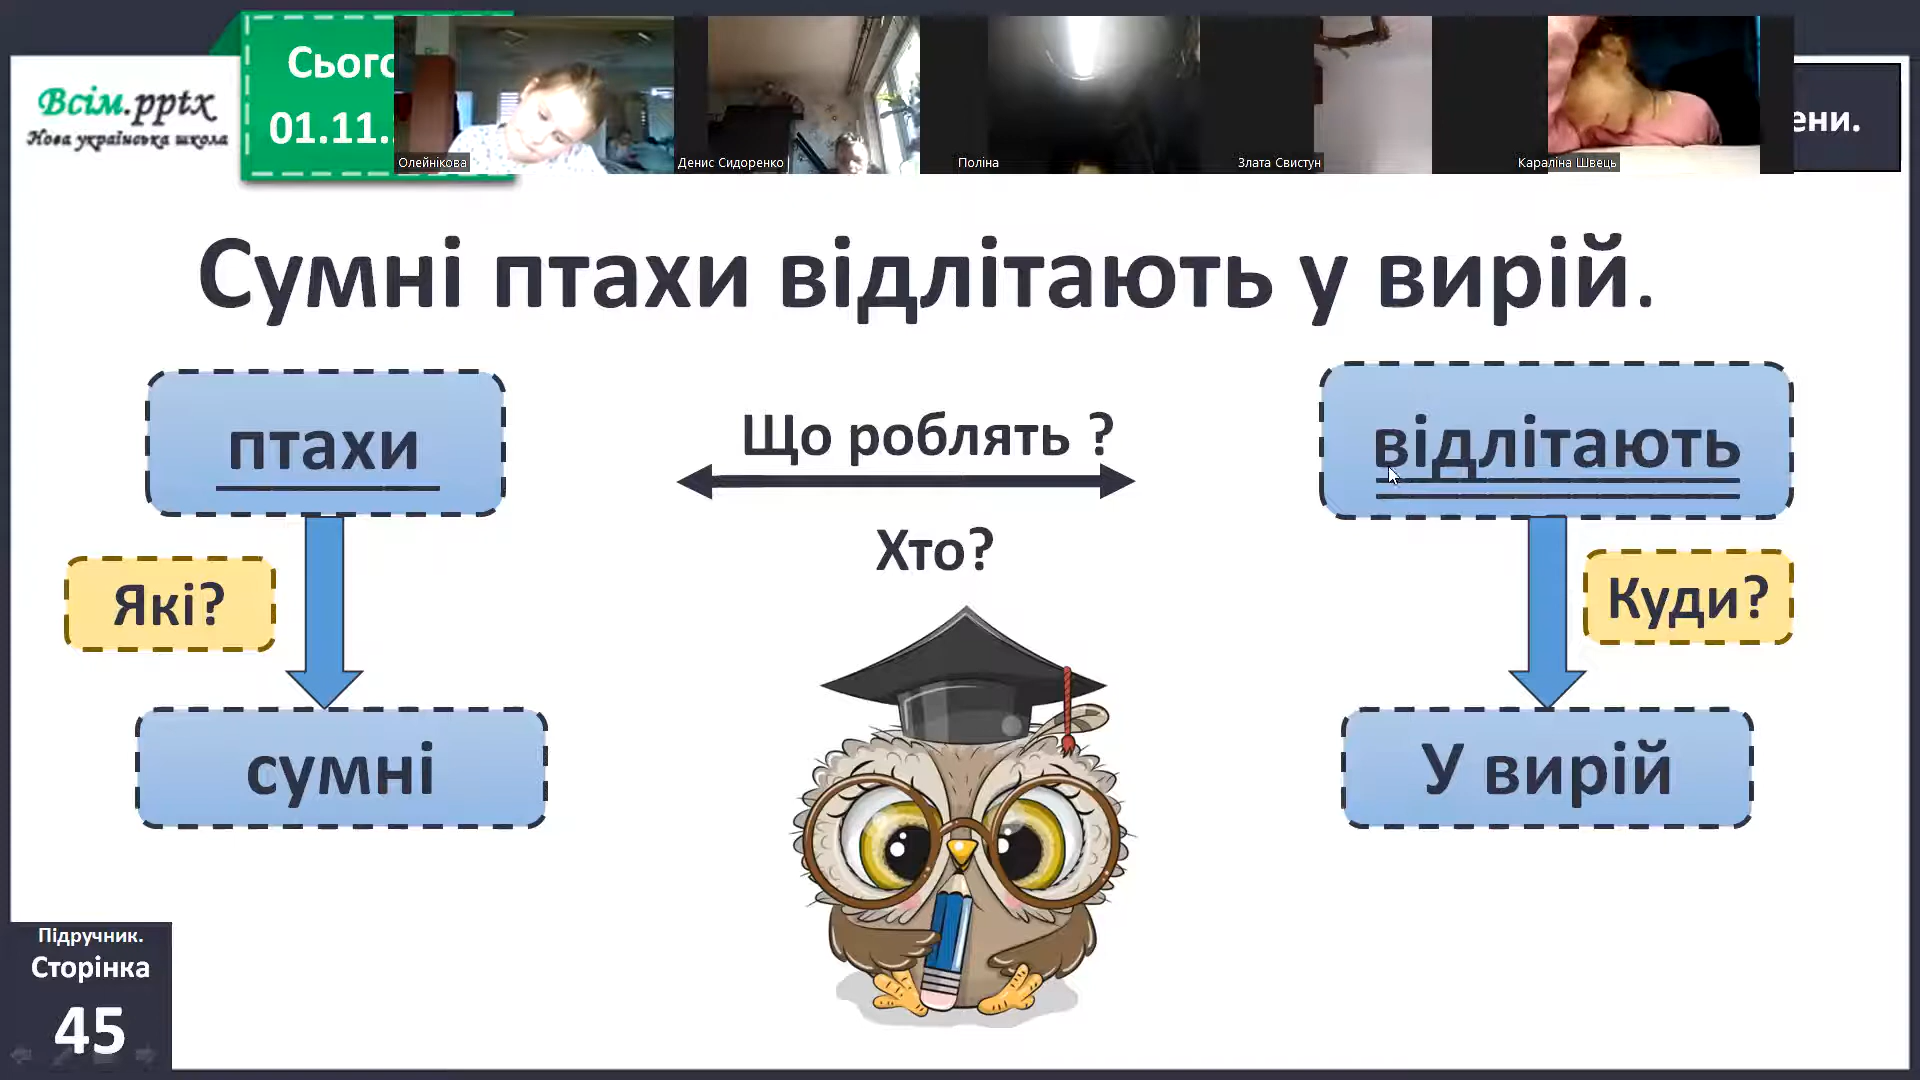 Всім.pptx
Нова українська школа
Сього
01.11.
Олейнікова
Денис Сидоренко
Поліна
Злата Свистун
Караліна Швець
ени.
Сумні птахи відлітають у вирій.
птахи
Що роблять ?
відлітають
Хто?
Які?
Куди?
сумні
У вирій
Підручник.
Сторінка
45